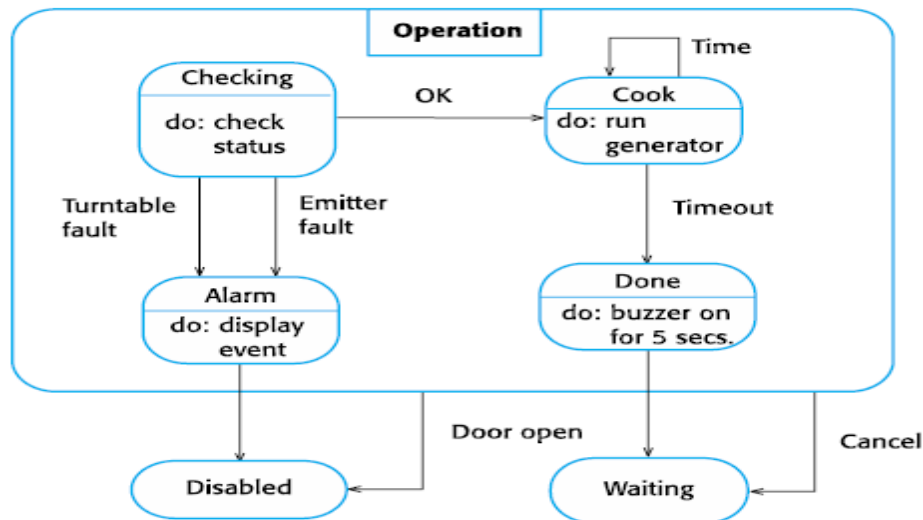 Operation
Time
Checking
OK
Cook
do: check
status
do: run
generator
Turntable
fault
Emitter
fault
Timeout
Alarm
do: display
event
Done
do: buzzer on
for 5 secs.
Door open
Cancel
Disabled
Waiting